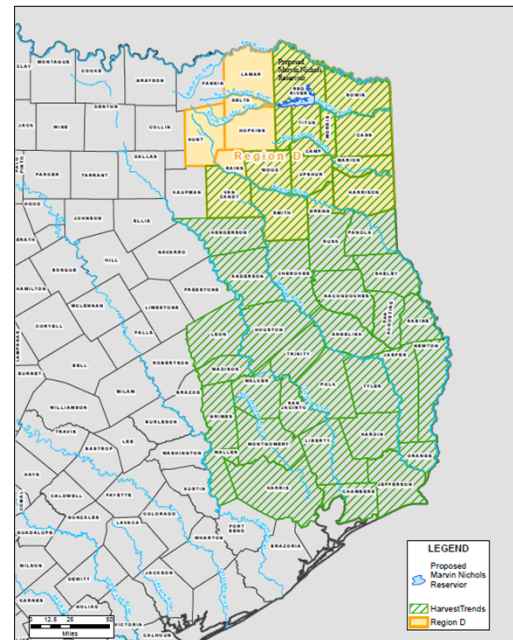 MONTAGUE
COOKE
GRAYSON
FANNIN
LAMAR
Proposed
Marvin Nichols
Reservoir
RED
RIVER
BOWIE
CLAY
DENTON
DELTA
TITUS
MORRIS
CASS
JACK
WISE
COLLIN
HUNT
HOPKINS
Region D
CAMP
MARION
RAINS
WOOD
UPSHUR
PALO
PINTO
PARKER
TARRANT
DALLAS
KAUFMAN
VAN
ZANDT
HARRISON
SMITH
GREGG
HOOD
JOHNSON
ELLIS
HENDERSON
RUSK
PANOLA
ERATH
NAVARRO
HILL
BOSQUE
ANDERSON
CHEROKEE
SHELBY
HAMILTON
FREESTONE
NACOGDOCHES
MCLENNAN
LIMESTONE
SAN
AUGUSTINE
SABINE
CORYELL
HOUSTON
ANGELINA
FALLS
LEON
NEWTON
LAMPASAS
TRINITY
JASPER
BELL
ROBERTSON
MADISON
BURNET
WALKER
POLK
TYLER
MILAM
BRAZOS
SAN
JACINTO
WILLIAMSON
GRIMES
BURLESON
TRAVIS
LEE
HARDIN
MONTGOMERY
LIBERTY
BASTROP
WASHINGTON
WALLER
ORANGE
HAYS
AUSTIN
HARRIS
JEFFERSON
CHAMBERS
CALDWELL
FAYETTE
COMAL
COLORADO
GONZALES
FORT
BEND
LAVACA
GUADALUPE
WHARTON
BRAZORIA
WILSON
DEWITT
JACKSON
KARNES
GOLIAD
VICTORIA
CALHOUN
0 12.5 25 50
Miles
LEGEND
Proposed
Marvin Nichols
Reservior
HarvestTrends
Region D